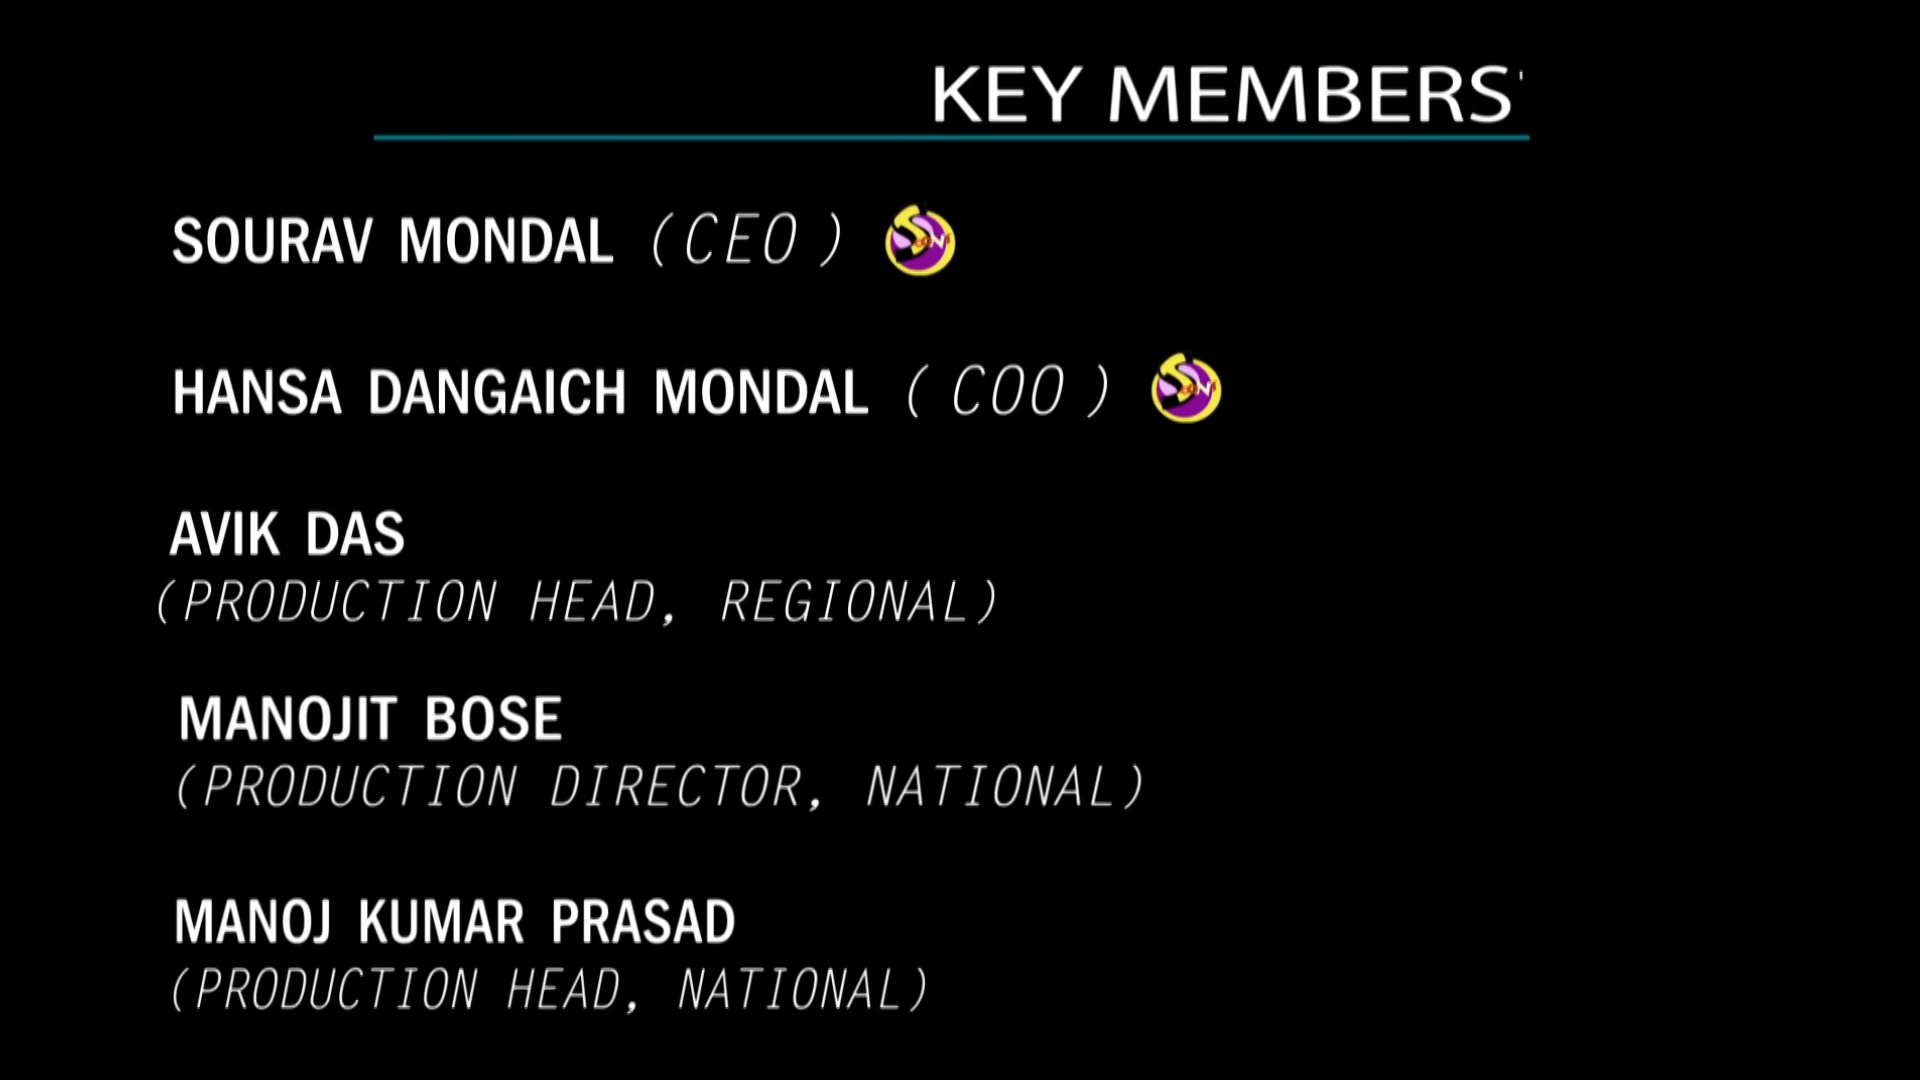 KEY MEMBERS'
SOURAV MONDAL (CEO )
HANSA DANGAICH MONDAL ( COO )
AVIK DAS
(PRODUCTION HEAD, REGIONAL)
MANOJIT BOSE
(PRODUCTION DIRECTOR, NATIONAL)
MANOJ KUMAR PRASAD
(PRODUCTION HEAD, NATIONAL)